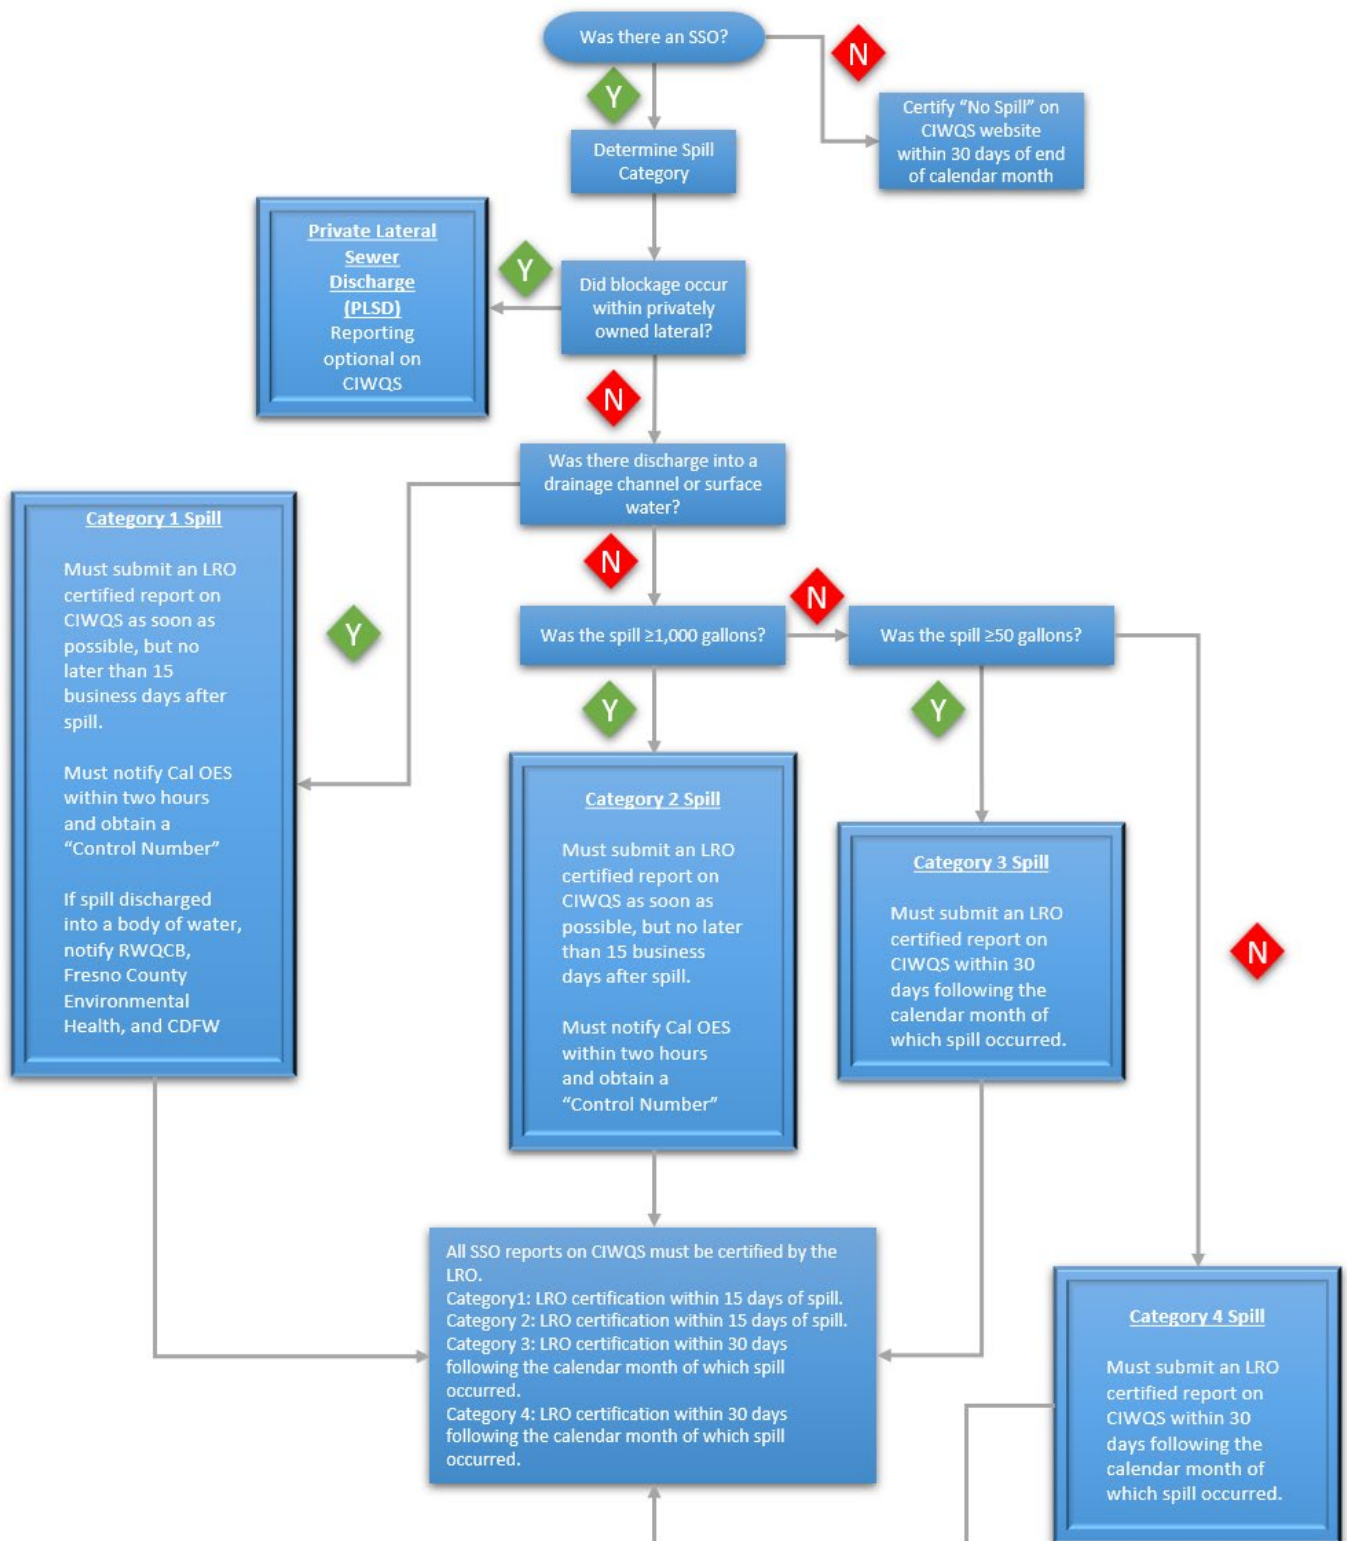 Was there an SSO?
N
Y
Certify “No Spill” on
CIWQS website
within 30 days of end
of calendar month
Determine Spill
Category
Private Lateral
Sewer
Discharge
(PLSD)
Reporting
optional on
CIWQS
Y
Did blockage occur
within privately
owned lateral?
N
Was there discharge into a
drainage channel or surface
water?
Y
N
Category 1 Spill
Must submit an LRO
certified report on
CIWQS as soon as
possible, but no
later than 15
business days after
spill.
Must notify Cal OES
within two hours
and obtain a
“Control Number”
If spill discharged
into a body of water,
notify RWQCB,
Fresno County
Environmental
Health, and CDFW
Was the spill ≥1,000 gallons?
N
Was the spill ≥50 gallons?
Y
Y
N
Category 2 Spill
Must submit an LRO
certified report on
CIWQS as soon as
possible, but no later
than 15 business
days after spill.
Must notify Cal OES
within two hours
and obtain a
“Control Number”
Category 3 Spill
Must submit an LRO
certified report on
CIWQS within 30
days following the
calendar month of
which spill occurred.
All SSO reports on CIWQS must be certified by the
LRO.
Category1: LRO certification within 15 days of spill.
Category 2: LRO certification within 15 days of spill.
Category 3: LRO certification within 30 days
following the calendar month of which spill
occurred.
Category 4: LRO certification within 30 days
following the calendar month of which spill
occurred.
Category 4 Spill
Must submit an LRO
certified report on
CIWQS within 30
days following the
calendar month of
which spill occurred.